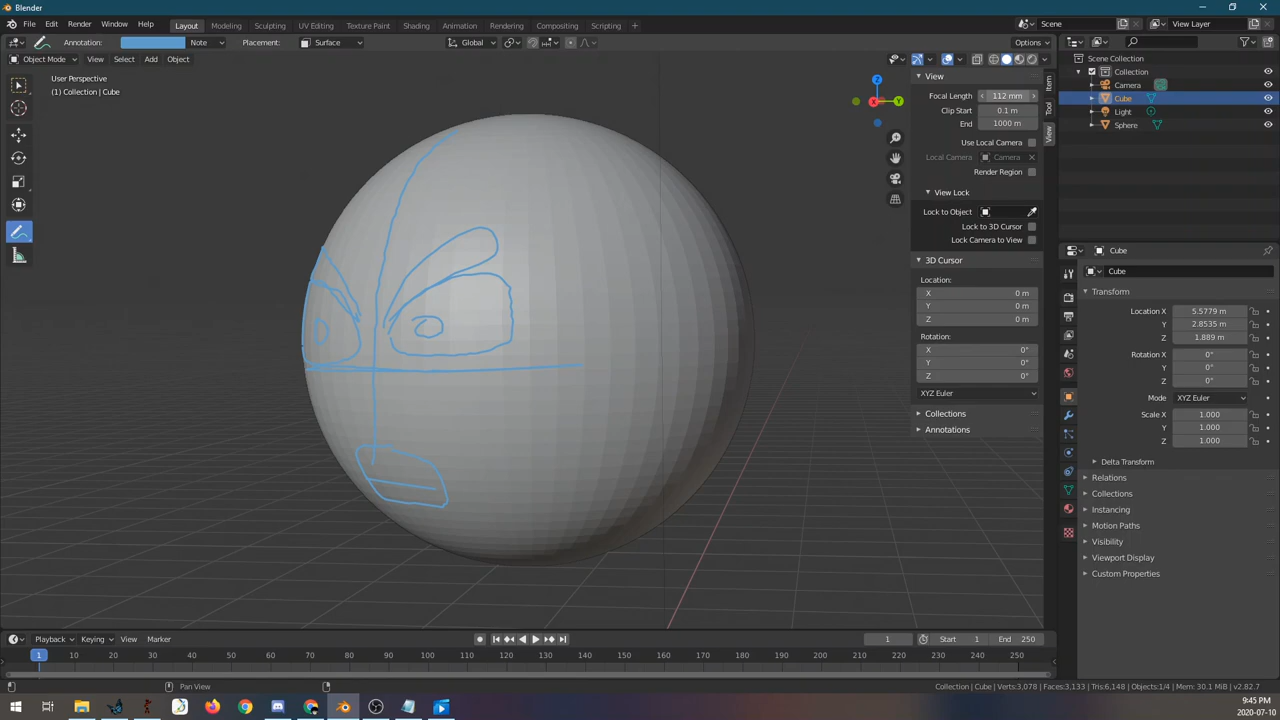 Blender
File Edit Render Window Help Layout Modeling Sculpting UV Editing Texture Paint Shading Animation Rendering Compositing Scripting + Scene View Layer
Annotation: Note Placement: Surface Global Options
Object Mode View Select Add Object
User Perspective
(1) Collection | Cube
X
Y
Z
View
Focal Length 112 mm
Clip Start 0.1 m
End 1000 m
Use Local Camera
Local Camera Camera
Render Region
View Lock
Lock to Object
Lock to 3D Cursor
Lock Camera to View
3D Cursor
Location:
X 0 m
Y 0 m
Z 0 m
Rotation:
X 0°
Y 0°
Z 0°
XYZ Euler
Collections
Annotations
Item
Tool
View
Scene Collection
Collection
Camera
Cube
Light
Sphere
Cube
Cube
Transform
Location X 5.5779 m
Y 2.8535 m
Z 1.889 m
Rotation X 0°
Y 0°
Z 0°
Mode XYZ Euler
Scale X 1.000
Y 1.000
Z 1.000
Delta Transform
Relations
Collections
Instancing
Motion Paths
Visibility
Viewport Display
Custom Properties
Playback Keying View Marker 1 Start 1 End 250
1 10 20 30 40 50 60 70 80 90 100 110 120 130 140 150 160 170 180 190 200 210 220 230 240 250
Pan View Collection | Cube | Verts:3,078 | Faces:3,133 | Tris:6,148 | Objects:1/4 | Mem: 30.1 MiB | v2.82.7
9:45 PM
2020-07-10